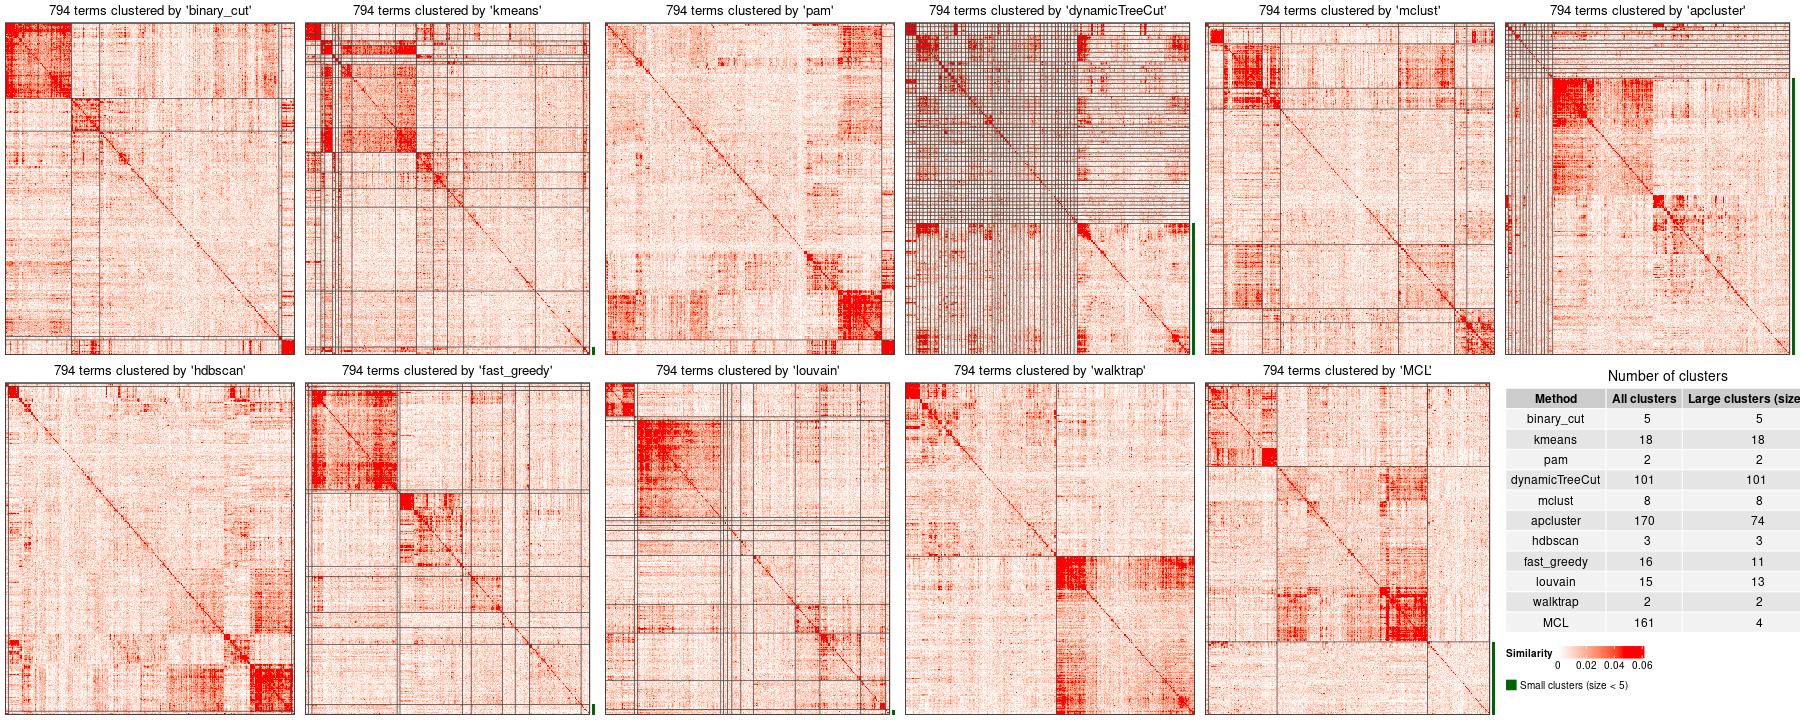 794 terms clustered by 'binary_cut'
794 terms clustered by 'kmeans'
794 terms clustered by 'pam'
794 terms clustered by 'dynamicTreeCut'
794 terms clustered by 'mclust'
794 terms clustered by 'apcluster'
794 terms clustered by 'hdbscan'
794 terms clustered by 'fast_greedy'
794 terms clustered by 'louvain'
794 terms clustered by 'walktrap'
794 terms clustered by 'MCL'
Number of clusters
Method All clusters Large clusters (size
binary_cut 5 5
kmeans 18 18
pam 2 2
dynamicTreeCut 101 101
mclust 8 8
apcluster 170 74
hdbscan 3 3
fast_greedy 16 11
louvain 15 13
walktrap 2 2
MCL 161 4
Similarity
0 0.02 0.04 0.06
Small clusters (size < 5)